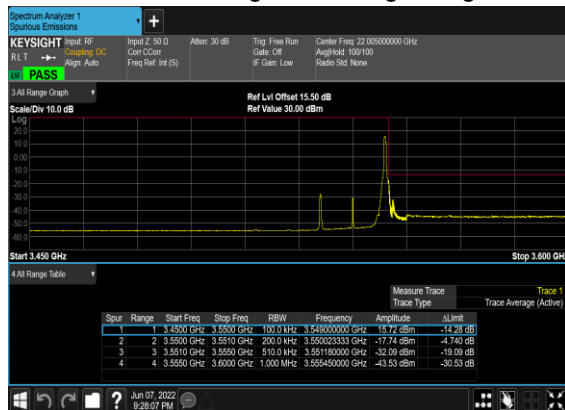 Spectrum Analyzer 1
Spurious Emissions
KEYSIGHT Input: RF Input Z: 50 Ω Atten: 30 dB Trig: Free Run Center Freq: 22.005000000 GHz
R L T Coupling: DC Corr CCorr Gate: Off Avg|Hold: 100/100
Align: Auto Freq Ref: Int (S) IF Gain: Low Radio Std: None
PASS
3 All Range Graph
Ref Lvl Offset 15.50 dB
Scale/Div 10.0 dB Ref Value 30.00 dBm
Log
20.0
10.0
0.00
-10.0
-20.0
-30.0
-40.0
-50.0
-60.0
Start 3.450 GHz Stop 3.600 GH
4 All Range Table
Measure Trace Trace 1
Trace Type Trace Average (Active)
Spur Range Start Freq Stop Freq RBW Frequency Amplitude ΔLimit
1 1 3.4500 GHz 3.5500 GHz 100.0 kHz 3.549000000 GHz 15.72 dBm -14.28 dB
2 2 3.5500 GHz 3.5510 GHz 200.0 kHz 3.550023333 GHz -17.74 dBm -4.740 dB
3 3 3.5510 GHz 3.5550 GHz 510.0 kHz 3.551180000 GHz -32.09 dBm -19.09 dB
4 4 3.5550 GHz 3.6000 GHz 1.000 MHz 3.555450000 GHz -43.53 dBm -30.53 dB
Jun 07, 2022
9:28:07 PM